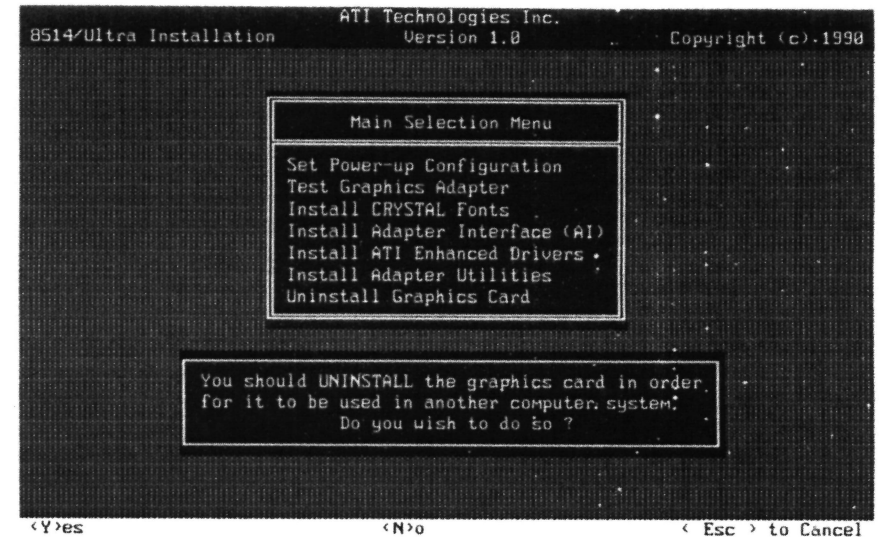 ATI Technologies Inc.
8514/Ultra Installation Version 1.0 Copyright (c) 1990
Main Selection Menu
Set Power-up Configuration
Test Graphics Adapter
Install CRYSTAL Fonts
Install Adapter Interface (AI)
Install ATI Enhanced Drivers
Install Adapter Utilities
Uninstall Graphics Card
You should UNINSTALL the graphics card in order
for it to be used in another computer system.
Do you wish to do so ?
<Y>es <N>o < Esc > to Cancel